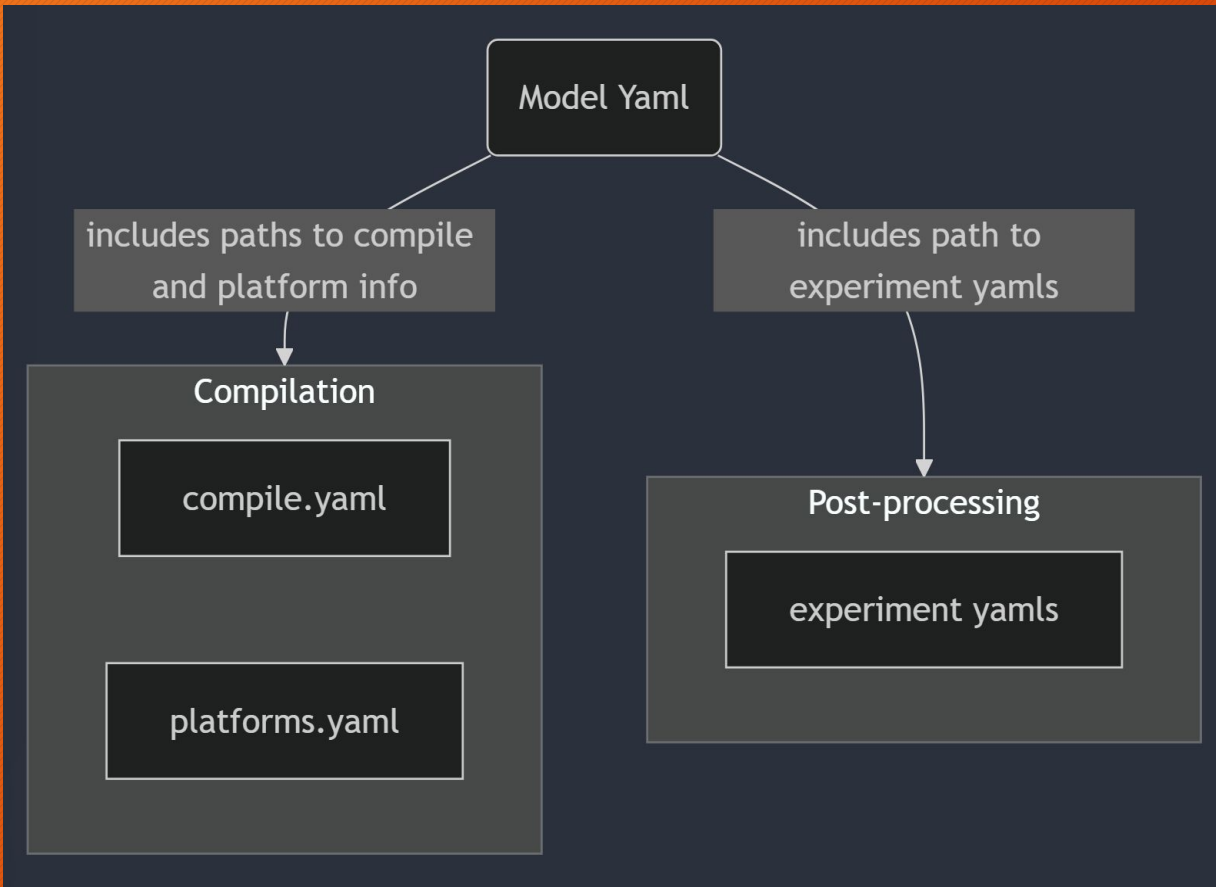 Model Yaml
includes paths to compile
and platform info
includes path to
experiment yamls
Compilation
compile.yaml
platforms.yaml
Post-processing
experiment yamls